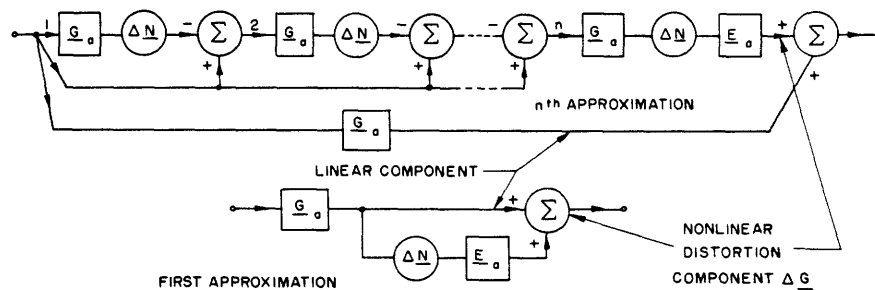 1 G a ΔN − Σ 2 G a ΔN − Σ − − Σ n G a ΔN E a + Σ
+ + + +
nth APPROXIMATION
G a
LINEAR COMPONENT
G a + Σ
+
ΔN E a
NONLINEAR
DISTORTION
FIRST APPROXIMATION COMPONENT ΔG